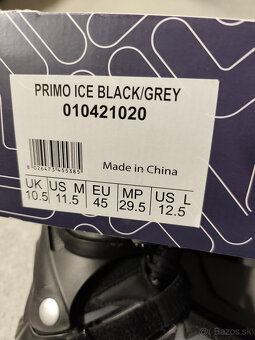 PRIMO ICE BLACK/GREY
010421020
8026473455385
Made in China
UK US M EU MP US L
10.5 11.5 45 29.5 12.5
Bazos.sk